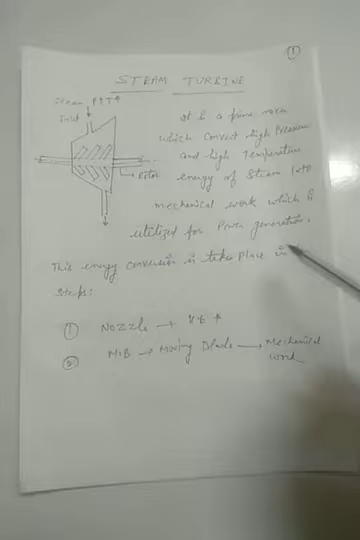 ①
STEAM TURBINE
Steam P↑T↑
Inlet
Rotor
It is a prime mover
which convert high Pressure
and high Temperature
energy of Steam into
mechanical work which is
utilized for Power generation.
This energy conversion is takes place in
Steps:
① Nozzle → K.E ↑
② M.B → Moving Blade → Mechanical
work